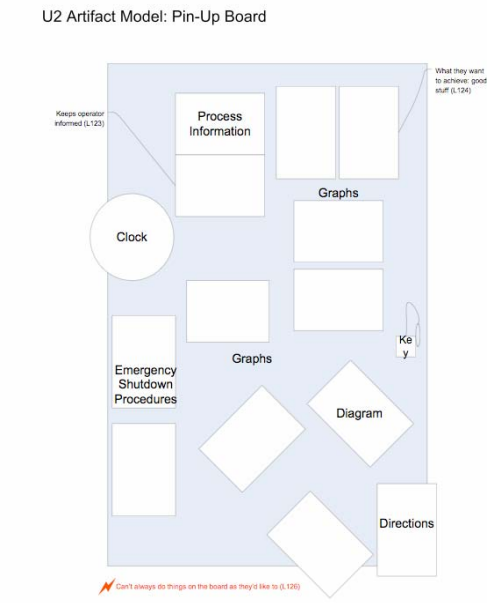 U2 Artifact Model: Pin-Up Board
What they want
to achieve: good
stuff (L124)
Keeps operator
informed (L123)
Process
Information
Graphs
Clock
Ke
y
Graphs
Emergency
Shutdown
Procedures
Diagram
Directions
Can't always do things on the board as they'd like to (L126)